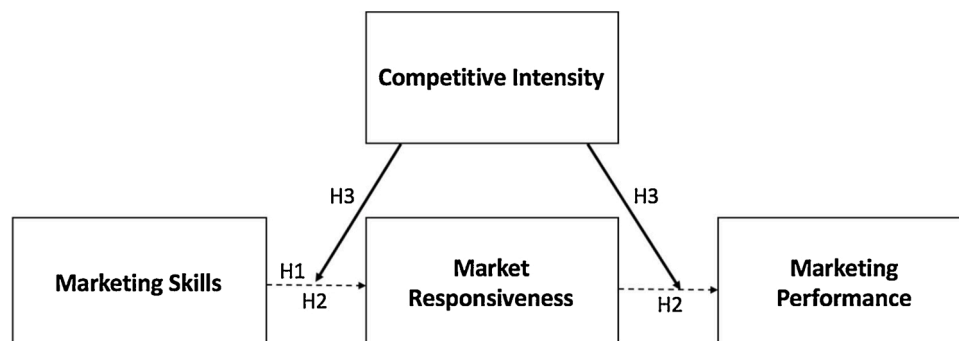 Competitive Intensity
H3
H3
Marketing Skills
H1
H2
Market
Responsiveness
H2
Marketing
Performance